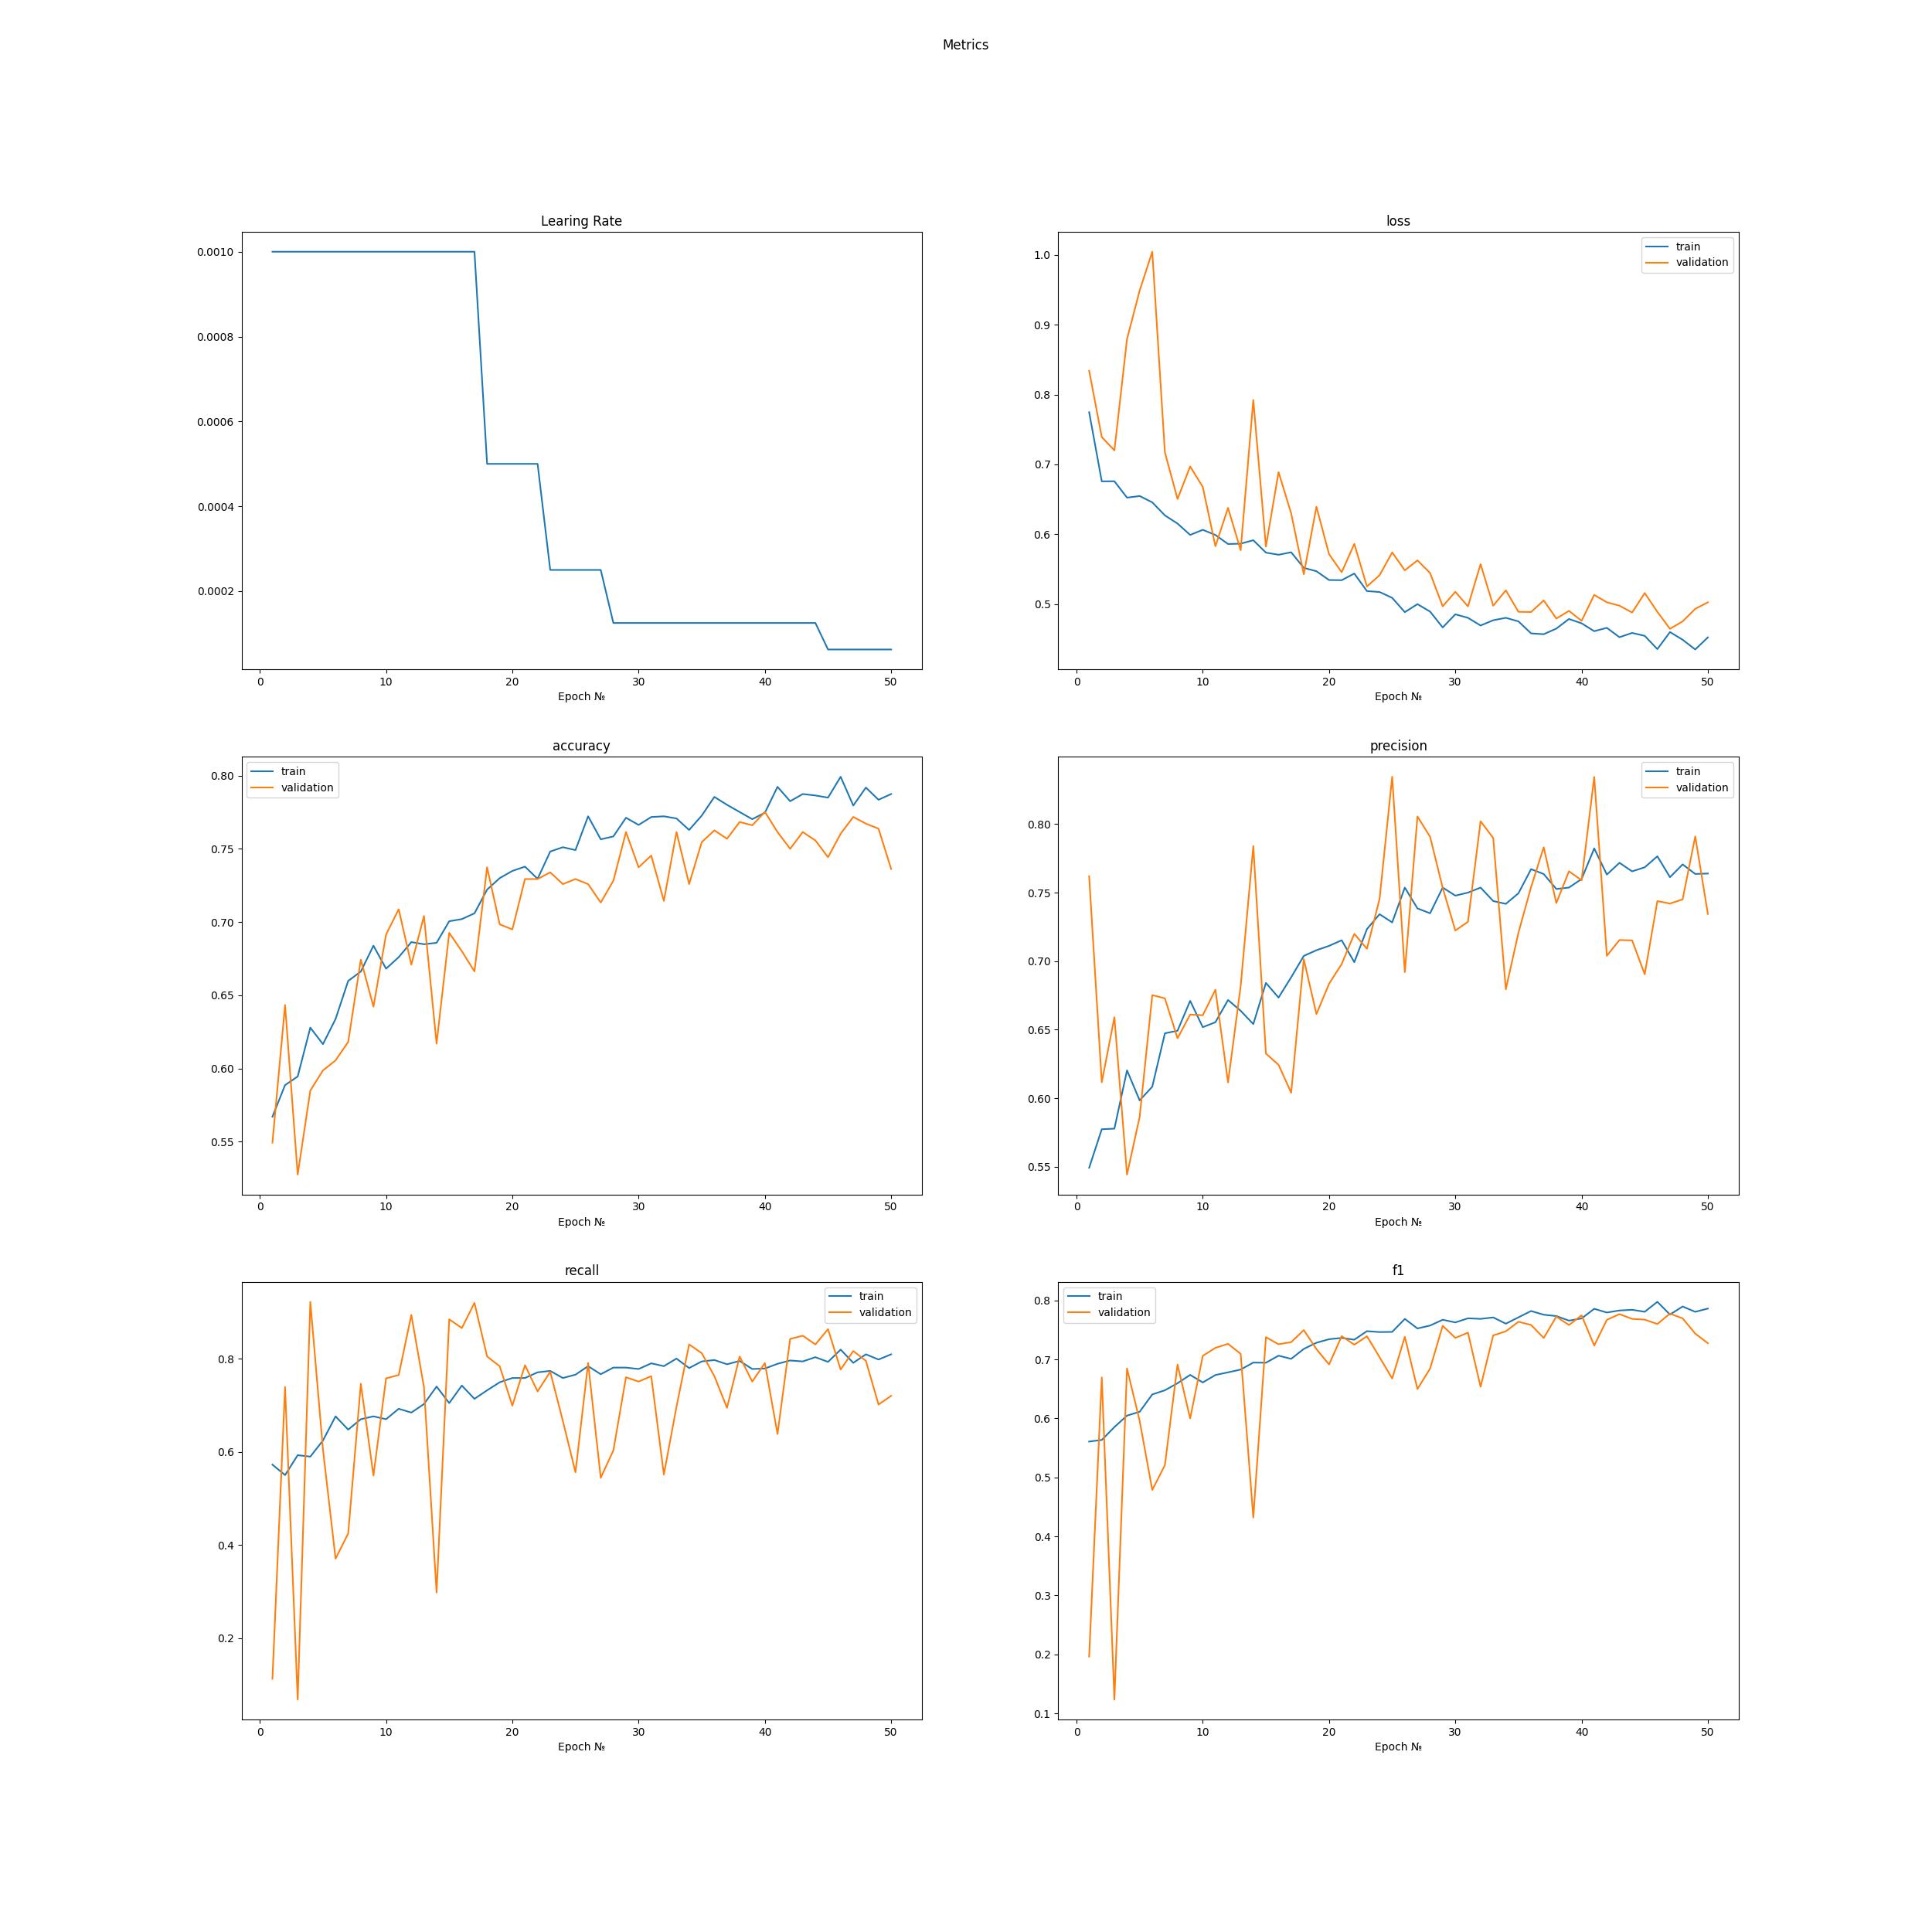 Metrics
Learing Rate
0.0010
0.0008
0.0006
0.0004
0.0002
0 10 20 30 40 50
Epoch №
loss
train
validation
1.0
0.9
0.8
0.7
0.6
0.5
0 10 20 30 40 50
Epoch №
accuracy
train
validation
0.80
0.75
0.70
0.65
0.60
0.55
0 10 20 30 40 50
Epoch №
precision
train
validation
0.80
0.75
0.70
0.65
0.60
0.55
0 10 20 30 40 50
Epoch №
recall
train
validation
0.8
0.6
0.4
0.2
0 10 20 30 40 50
Epoch №
f1
train
validation
0.8
0.7
0.6
0.5
0.4
0.3
0.2
0.1
0 10 20 30 40 50
Epoch №